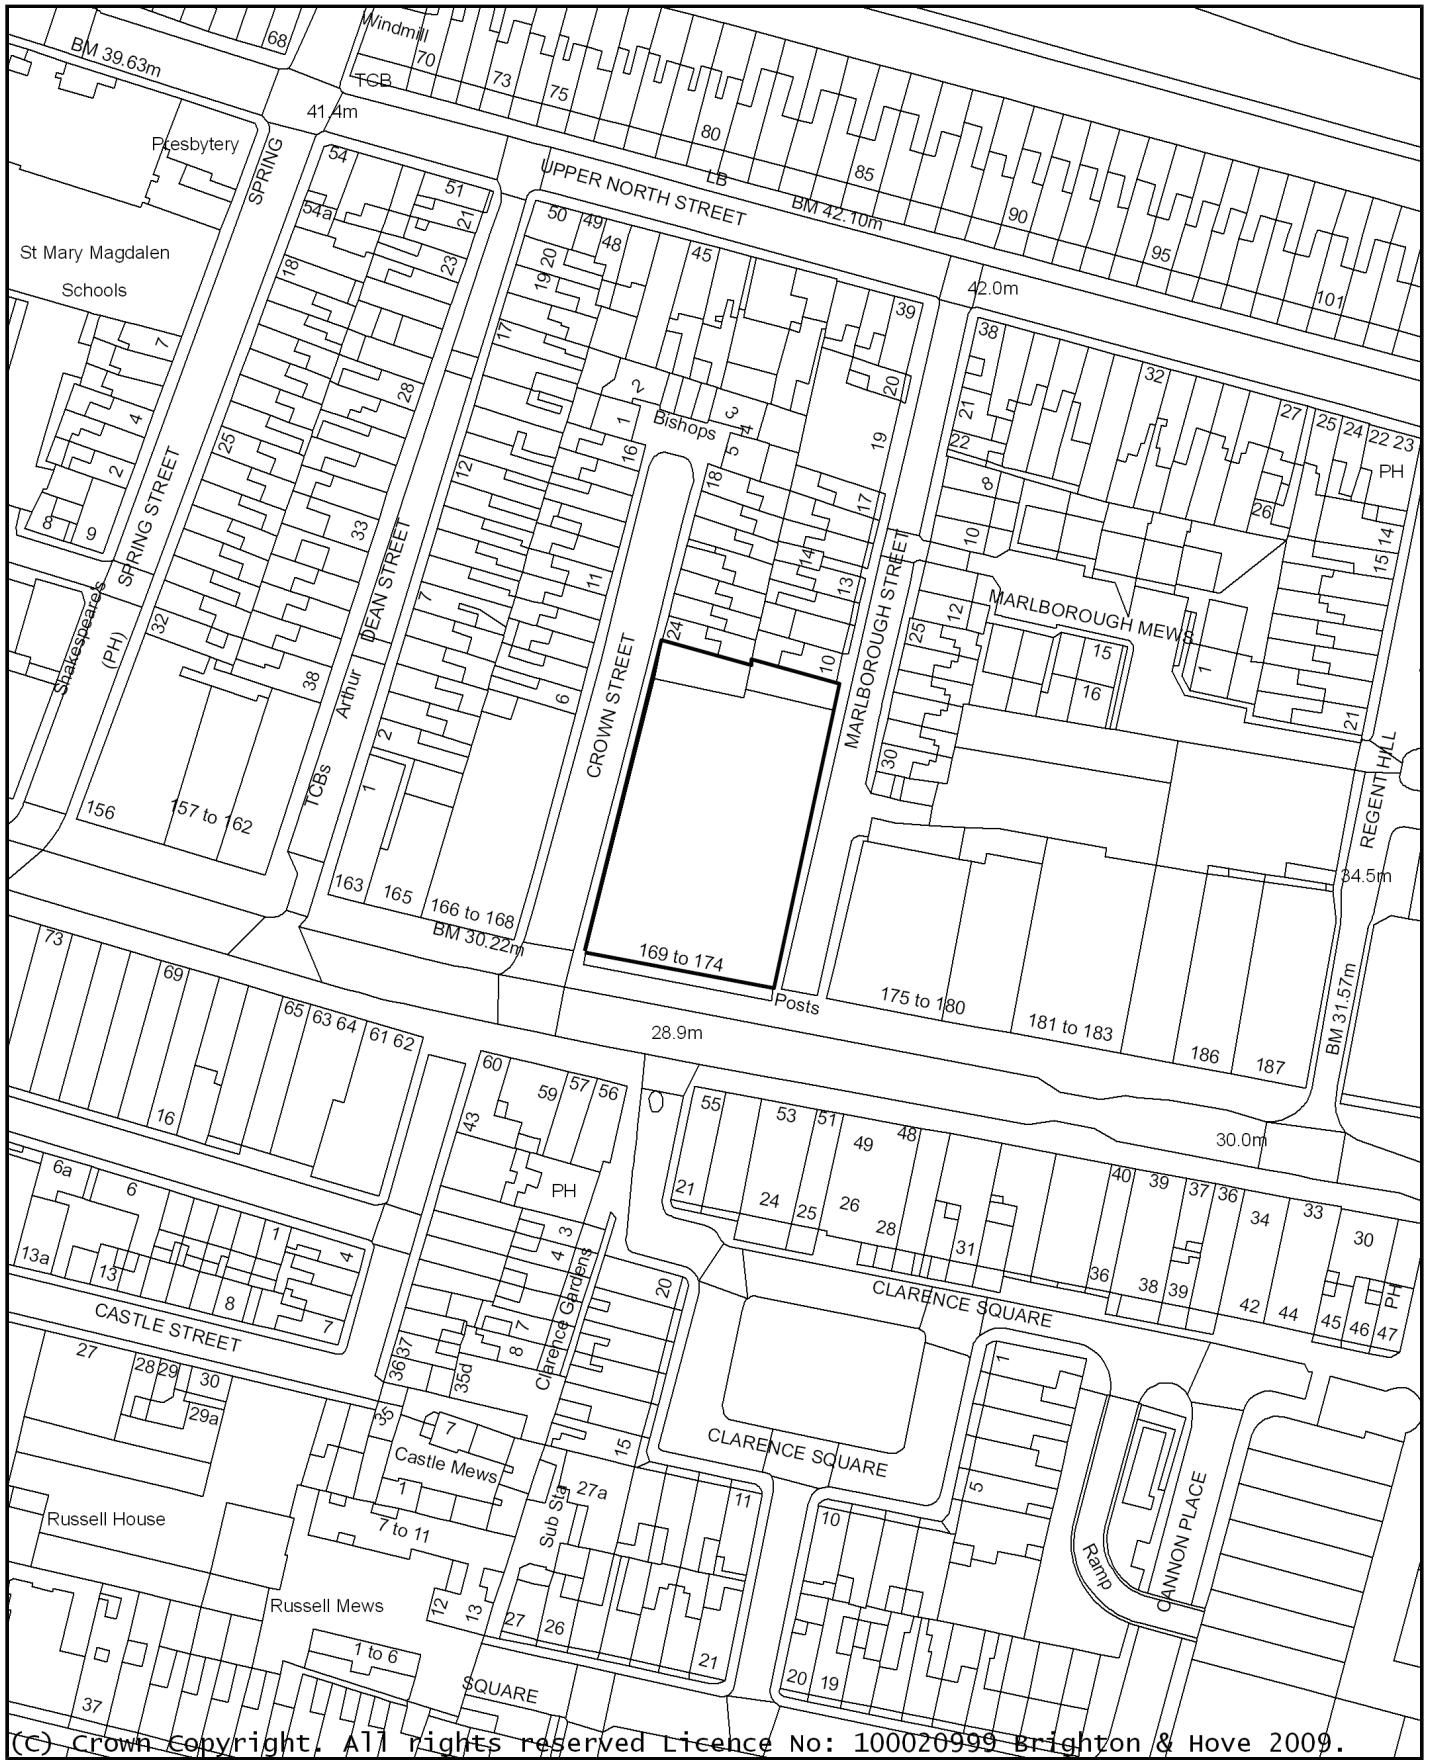 68
BM 39.63m
Windmill
70
TCB
73
75
41.4m
80
85
90
95
101
Presbytery
SPRING
54
54a
51
21
23
UPPER NORTH STREET
LB
BM 42.10m
50
49
48
45
20
19
17
39
42.0m
38
32
27
25
24
22 23
PH
St Mary Magdalen
Schools
7
4
2
8
9
18
25
28
33
12
2
Bishops
1
16
3
4
5
18
20
19
17
21
22
8
10
26
14
15
SPRING STREET
DEAN STREET
7
11
14
13
MARLBOROUGH STREET
12
25
MARLBOROUGH MEWS
15
16
1
21
Shakespeares
(PH)
32
38
Arthur
6
24
10
CROWN STREET
2
1
TCBs
30
REGENT HILL
156
157 to 162
163
165
166 to 168
BM 30.22m
169 to 174
Posts
175 to 180
181 to 183
186
187
34.5m
BM 31.57m
28.9m
73
69
65
63 64
61 62
16
60
59
57
56
43
PH
55
53
51
49
48
21
24
25
26
28
31
40
39
37
36
34
33
30
30.0m
36
38
39
42
44
45
46
47
PH
6a
6
13a
13
8
1
4
7
CASTLE STREET
3
4
Clarence Gardens
7
8
20
CLARENCE SQUARE
27
28
29
30
29a
36
37
35d
35
7
Castle Mews
1
15
CLARENCE SQUARE
1
5
Russell House
7 to 11
Sub Sta
27a
11
10
Ramp
CANNON PLACE
Russell Mews
12
13
27
26
21
20
19
1 to 6
SQUARE
37
(C) Crown Copyright. All rights reserved Licence No: 100020999 Brighton & Hove 2009.